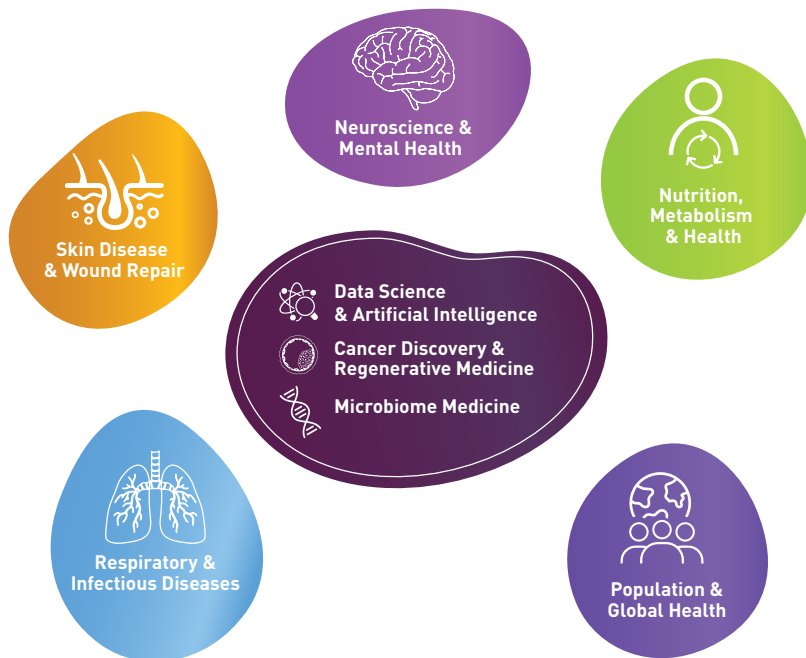 Neuroscience &
Mental Health
Nutrition,
Metabolism
& Health
Skin Disease
& Wound Repair
Data Science
& Artificial Intelligence
Cancer Discovery &
Regenerative Medicine
Microbiome Medicine
Respiratory &
Infectious Diseases
Population &
Global Health